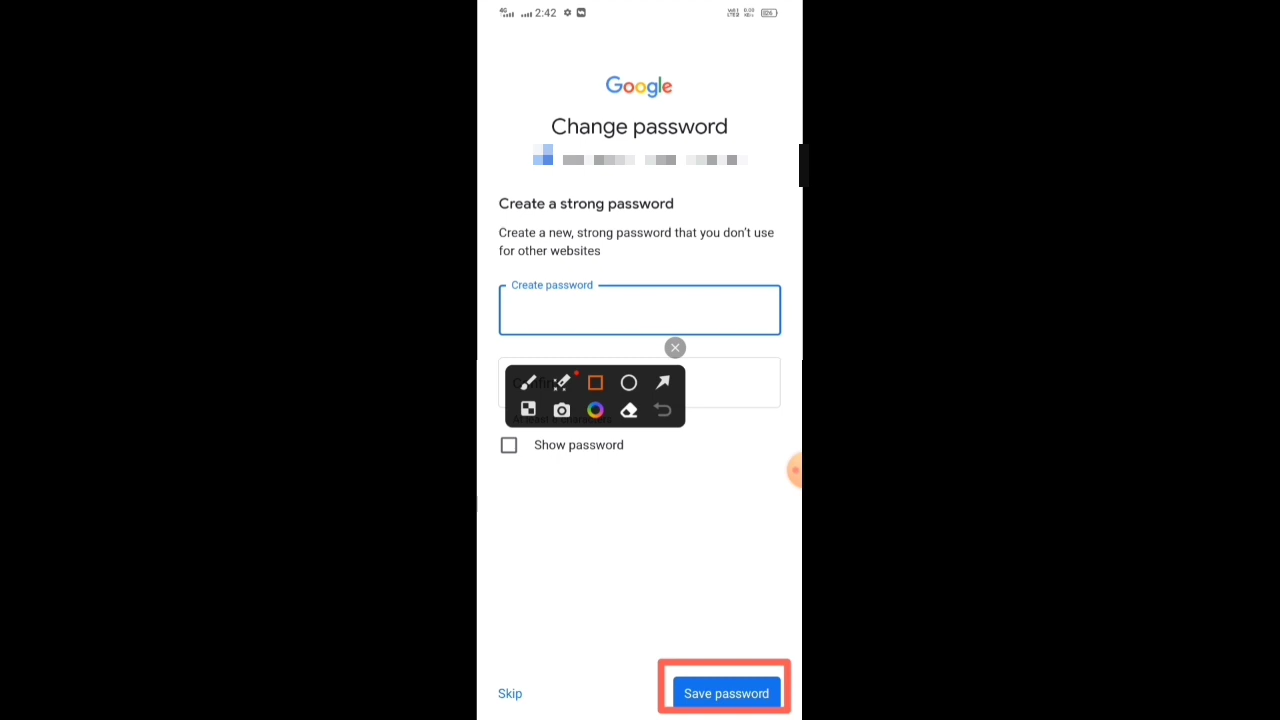 2:42
Google
Change password
Create a strong password
Create a new, strong password that you don't use
for other websites
Create password
Show password
Skip
Save password